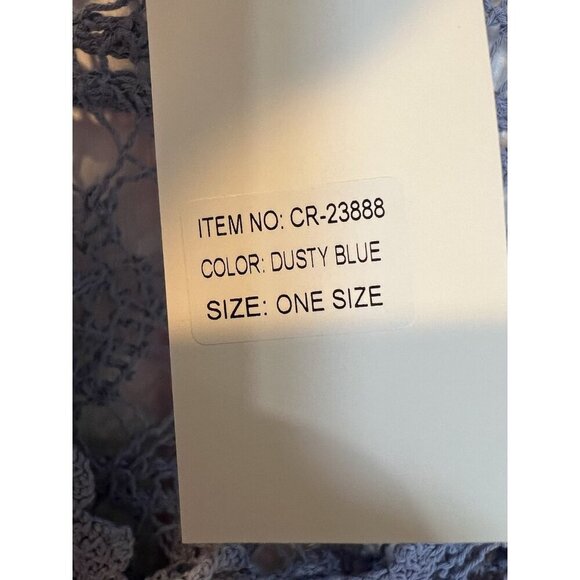 ITEM NO: CR-23888
COLOR: DUSTY BLUE
SIZE: ONE SIZE